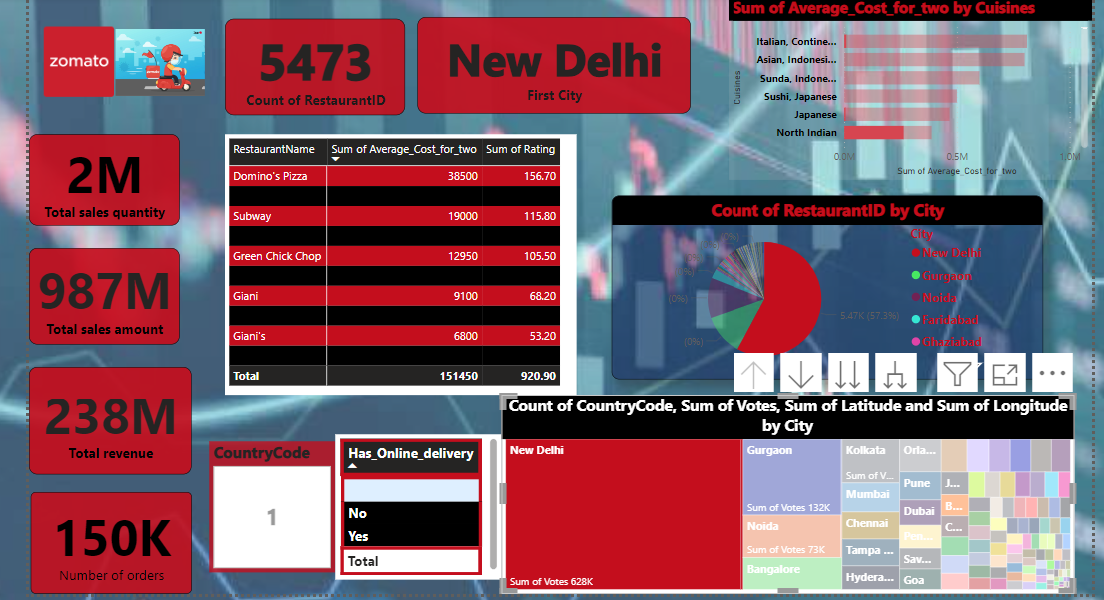 zomato
5473
Count of RestaurantID
New Delhi
First City
Sum of Average_Cost_for_two by Cuisines
Cuisines
Italian, Contine...
Asian, Indonesi...
Sunda, Indone...
Sushi, Japanese
Japanese
North Indian
0.0M 0.5M 1.0M
Sum of Average_Cost_for_two
2M
Total sales quantity
987M
Total sales amount
238M
Total revenue
150K
Number of orders
RestaurantName Sum of Average_Cost_for_two Sum of Rating
Domino's Pizza 38500 156.70
Subway 19000 115.80
Green Chick Chop 12950 105.50
Giani 9100 68.20
Giani's 6800 53.20
Total 151450 920.90
Count of RestaurantID by City
(0%)
(0%)
(0%)
5.47K (57.3%)
City
New Delhi
Gurgaon
Noida
Faridabad
Ghaziabad
CountryCode
1
Has_Online_delivery
No
Yes
Total
Count of CountryCode, Sum of Votes, Sum of Latitude and Sum of Longitude
by City
New Delhi
Sum of Votes 628K
Gurgaon
Sum of Votes 132K
Noida
Sum of Votes 73K
Bangalore
Kolkata
Sum of V...
Mumbai
Chennai
Tampa ...
Hydera...
Orla...
Pune
Dubai
Pen...
Sav...
Goa
J...
B...
C...